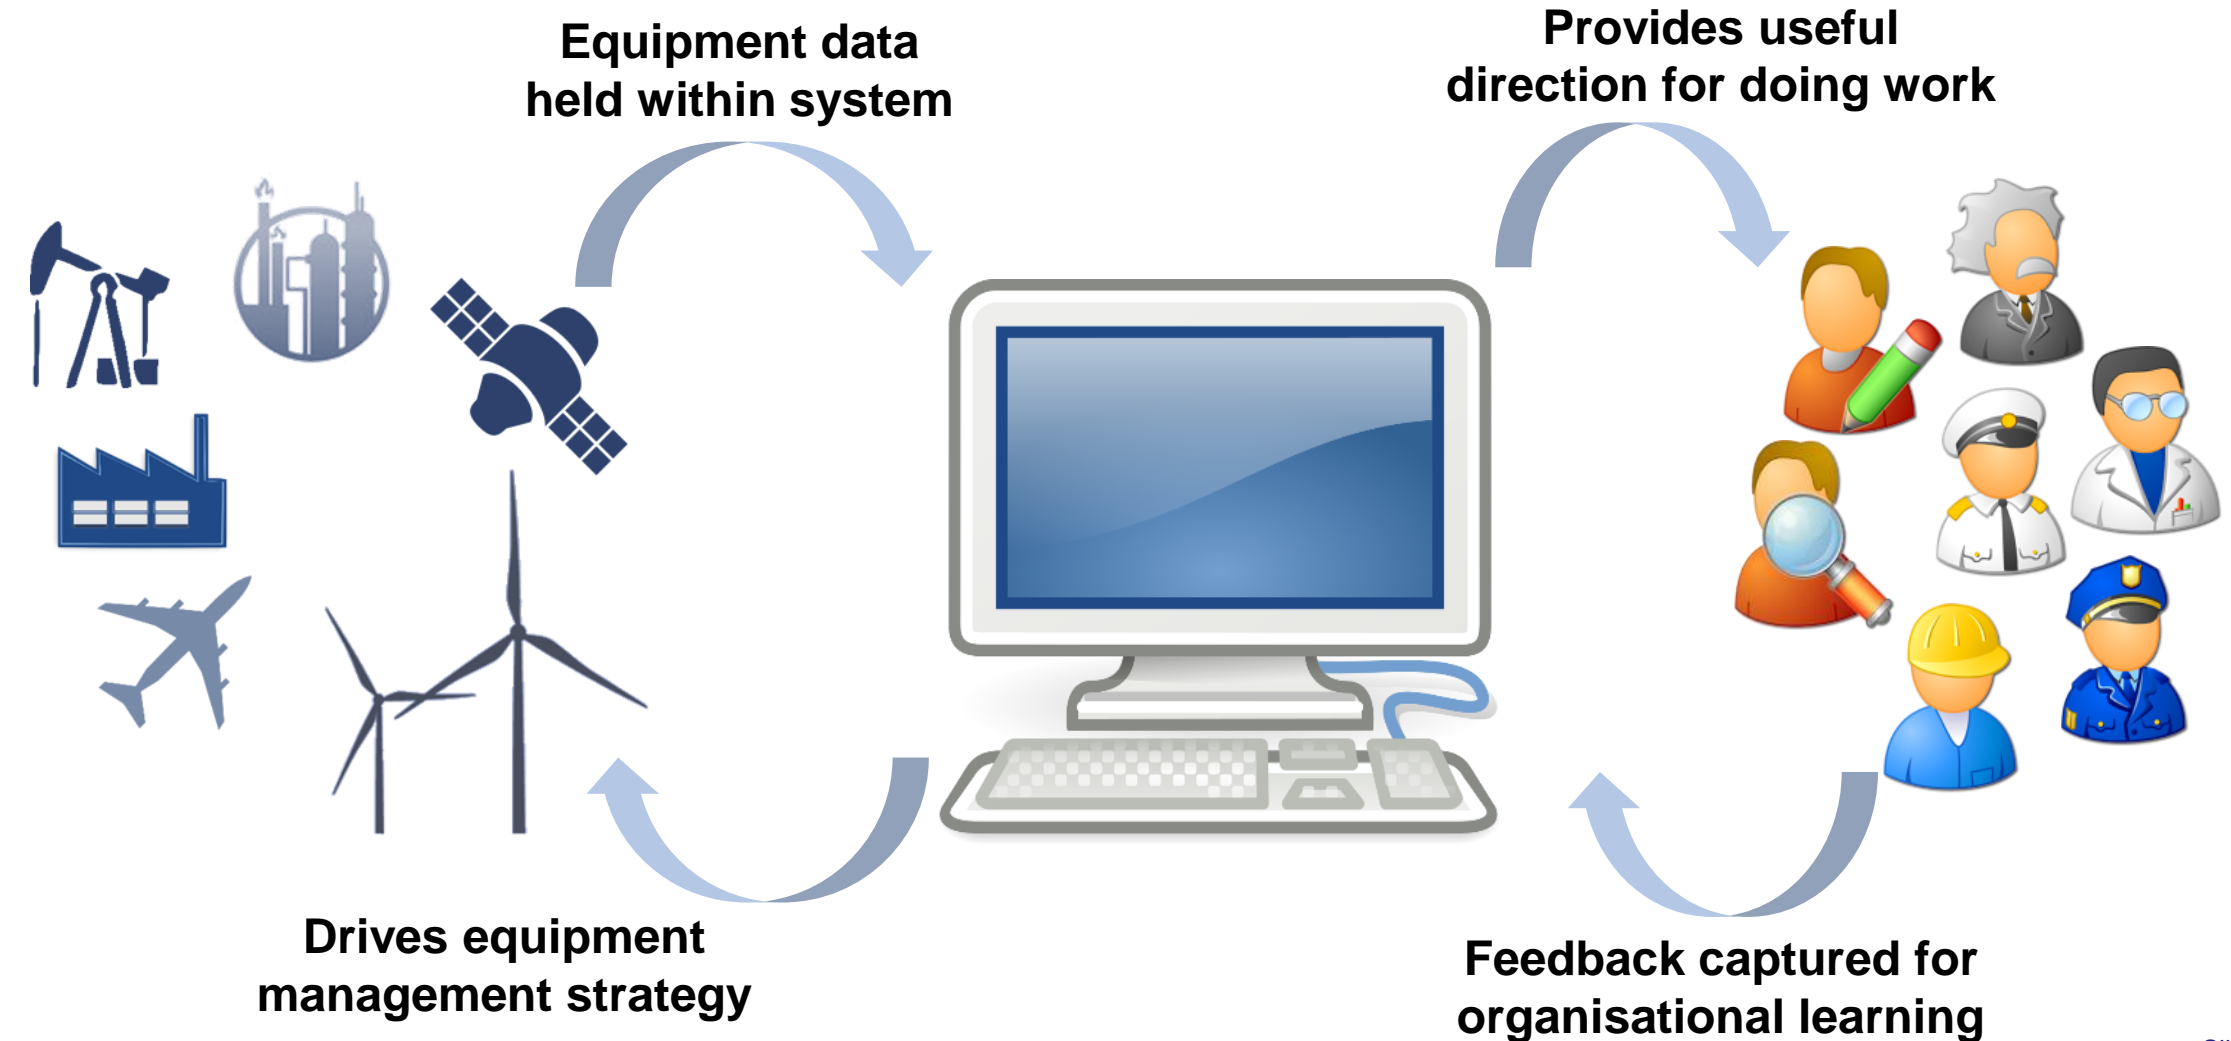 Equipment data
held within system
Provides useful
direction for doing work
Drives equipment
management strategy
Feedback captured for
organisational learning